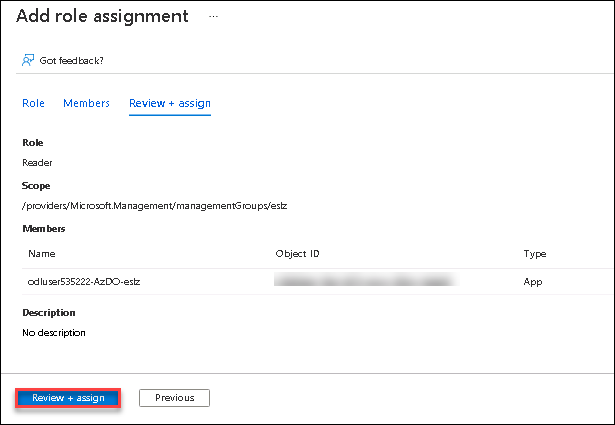 Add role assignment ...
Got feedback?
Role Members Review + assign
Role
Reader
Scope
/providers/Microsoft.Management/managementGroups/eslz
Members
Name Object ID Type
odluser535222-AzDO-eslz App
Description
No description
Review + assign Previous